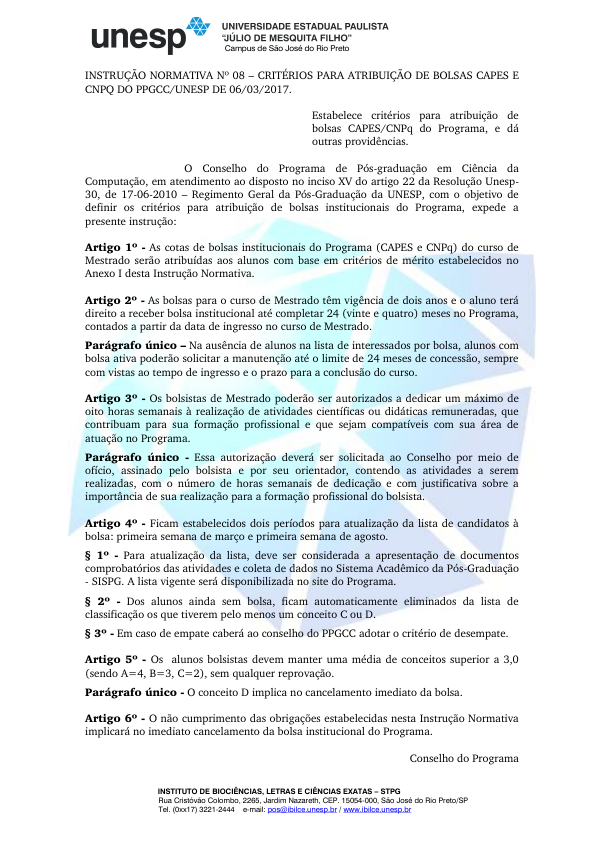 unesp
UNIVERSIDADE ESTADUAL PAULISTA
“JÚLIO DE MESQUITA FILHO”
Campus de São José do Rio Preto
INSTRUÇÃO NORMATIVA Nº 08 – CRITÉRIOS PARA ATRIBUIÇÃO DE BOLSAS CAPES E
CNPQ DO PPGCC/UNESP DE 06/03/2017.
Estabelece critérios para atribuição de
bolsas CAPES/CNPq do Programa, e dá
outras providências.
O Conselho do Programa de Pós-graduação em Ciência da
Computação, em atendimento ao disposto no inciso XV do artigo 22 da Resolução Unesp-
30, de 17-06-2010 – Regimento Geral da Pós-Graduação da UNESP, com o objetivo de
definir os critérios para atribuição de bolsas institucionais do Programa, expede a
presente instrução:
Artigo 1º - As cotas de bolsas institucionais do Programa (CAPES e CNPq) do curso de
Mestrado serão atribuídas aos alunos com base em critérios de mérito estabelecidos no
Anexo I desta Instrução Normativa.
Artigo 2º - As bolsas para o curso de Mestrado têm vigência de dois anos e o aluno terá
direito a receber bolsa institucional até completar 24 (vinte e quatro) meses no Programa,
contados a partir da data de ingresso no curso de Mestrado.
Parágrafo único – Na ausência de alunos na lista de interessados por bolsa, alunos com
bolsa ativa poderão solicitar a manutenção até o limite de 24 meses de concessão, sempre
com vistas ao tempo de ingresso e o prazo para a conclusão do curso.
Artigo 3º - Os bolsistas de Mestrado poderão ser autorizados a dedicar um máximo de
oito horas semanais à realização de atividades científicas ou didáticas remuneradas, que
contribuam para sua formação profissional e que sejam compatíveis com sua área de
atuação no Programa.
Parágrafo único - Essa autorização deverá ser solicitada ao Conselho por meio de
ofício, assinado pelo bolsista e por seu orientador, contendo as atividades a serem
realizadas, com o número de horas semanais de dedicação e com justificativa sobre a
importância de sua realização para a formação profissional do bolsista.
Artigo 4º - Ficam estabelecidos dois períodos para atualização da lista de candidatos à
bolsa: primeira semana de março e primeira semana de agosto.
§ 1º - Para atualização da lista, deve ser considerada a apresentação de documentos
comprobatórios das atividades e coleta de dados no Sistema Acadêmico da Pós-Graduação
- SISPG. A lista vigente será disponibilizada no site do Programa.
§ 2º - Dos alunos ainda sem bolsa, ficam automaticamente eliminados da lista de
classificação os que tiverem pelo menos um conceito C ou D.
§ 3º - Em caso de empate caberá ao conselho do PPGCC adotar o critério de desempate.
Artigo 5º - Os alunos bolsistas devem manter uma média de conceitos superior a 3,0
(sendo A=4, B=3, C=2), sem qualquer reprovação.
Parágrafo único - O conceito D implica no cancelamento imediato da bolsa.
Artigo 6º - O não cumprimento das obrigações estabelecidas nesta Instrução Normativa
implicará no imediato cancelamento da bolsa institucional do Programa.
Conselho do Programa
INSTITUTO DE BIOCIÊNCIAS, LETRAS E CIÊNCIAS EXATAS – STPG
Rua Cristóvão Colombo, 2265, Jardim Nazareth, CEP. 15054-000, São José do Rio Preto/SP
Tel. (0xx17) 3221-2444 e-mail: pos@ibilce.unesp.br / www.ibilce.unesp.br